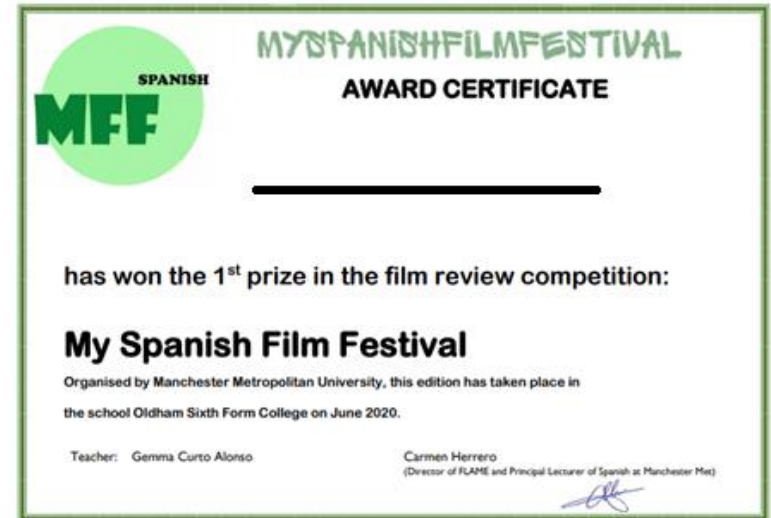 SPANISH
MFF
MYSPANISHFILMFESTIVAL
AWARD CERTIFICATE
has won the 1st prize in the film review competition:
My Spanish Film Festival
Organised by Manchester Metropolitan University, this edition has taken place in
the school Oldham Sixth Form College on June 2020.
Teacher: Gemma Curto Alonso
Carmen Herrero
(Director of FLAME and Principal Lecturer of Spanish at Manchester Met)